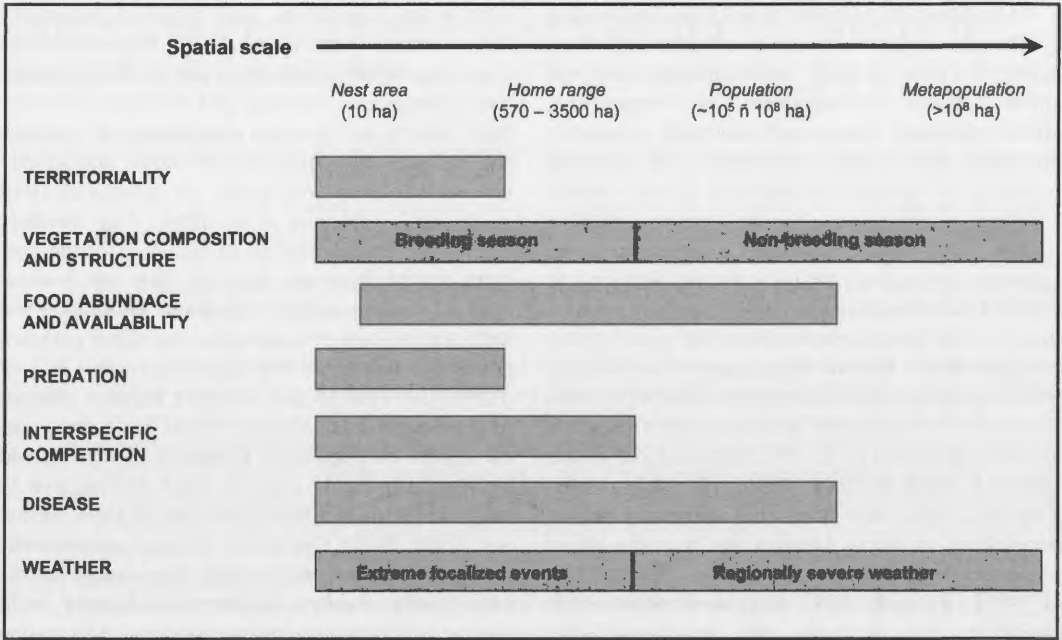 Spatial scale
Nest area Home range Population Metapopulation
(10 ha) (570 – 3500 ha) (~10⁵ ñ 10⁸ ha) (>10⁸ ha)
TERRITORIALITY
VEGETATION COMPOSITION
AND STRUCTURE
Breeding season Non-breeding season
FOOD ABUNDACE
AND AVAILABILITY
PREDATION
INTERSPECIFIC
COMPETITION
DISEASE
WEATHER
Extreme localized events Regionally severe weather